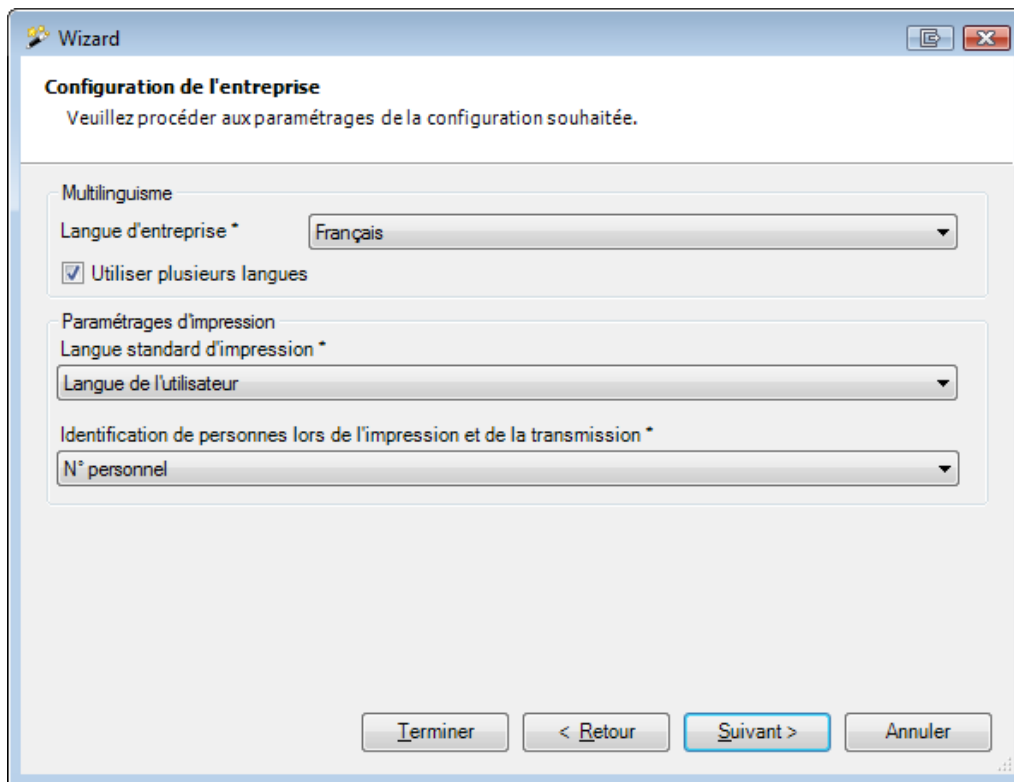 Wizard
Configuration de l'entreprise
Veuillez procéder aux paramétrages de la configuration souhaitée.
Multilinguisme
Langue d'entreprise * Français
Utiliser plusieurs langues
Paramétrages d'impression
Langue standard d'impression *
Langue de l'utilisateur
Identification de personnes lors de l'impression et de la transmission *
N° personnel
Terminer < Retour Suivant > Annuler